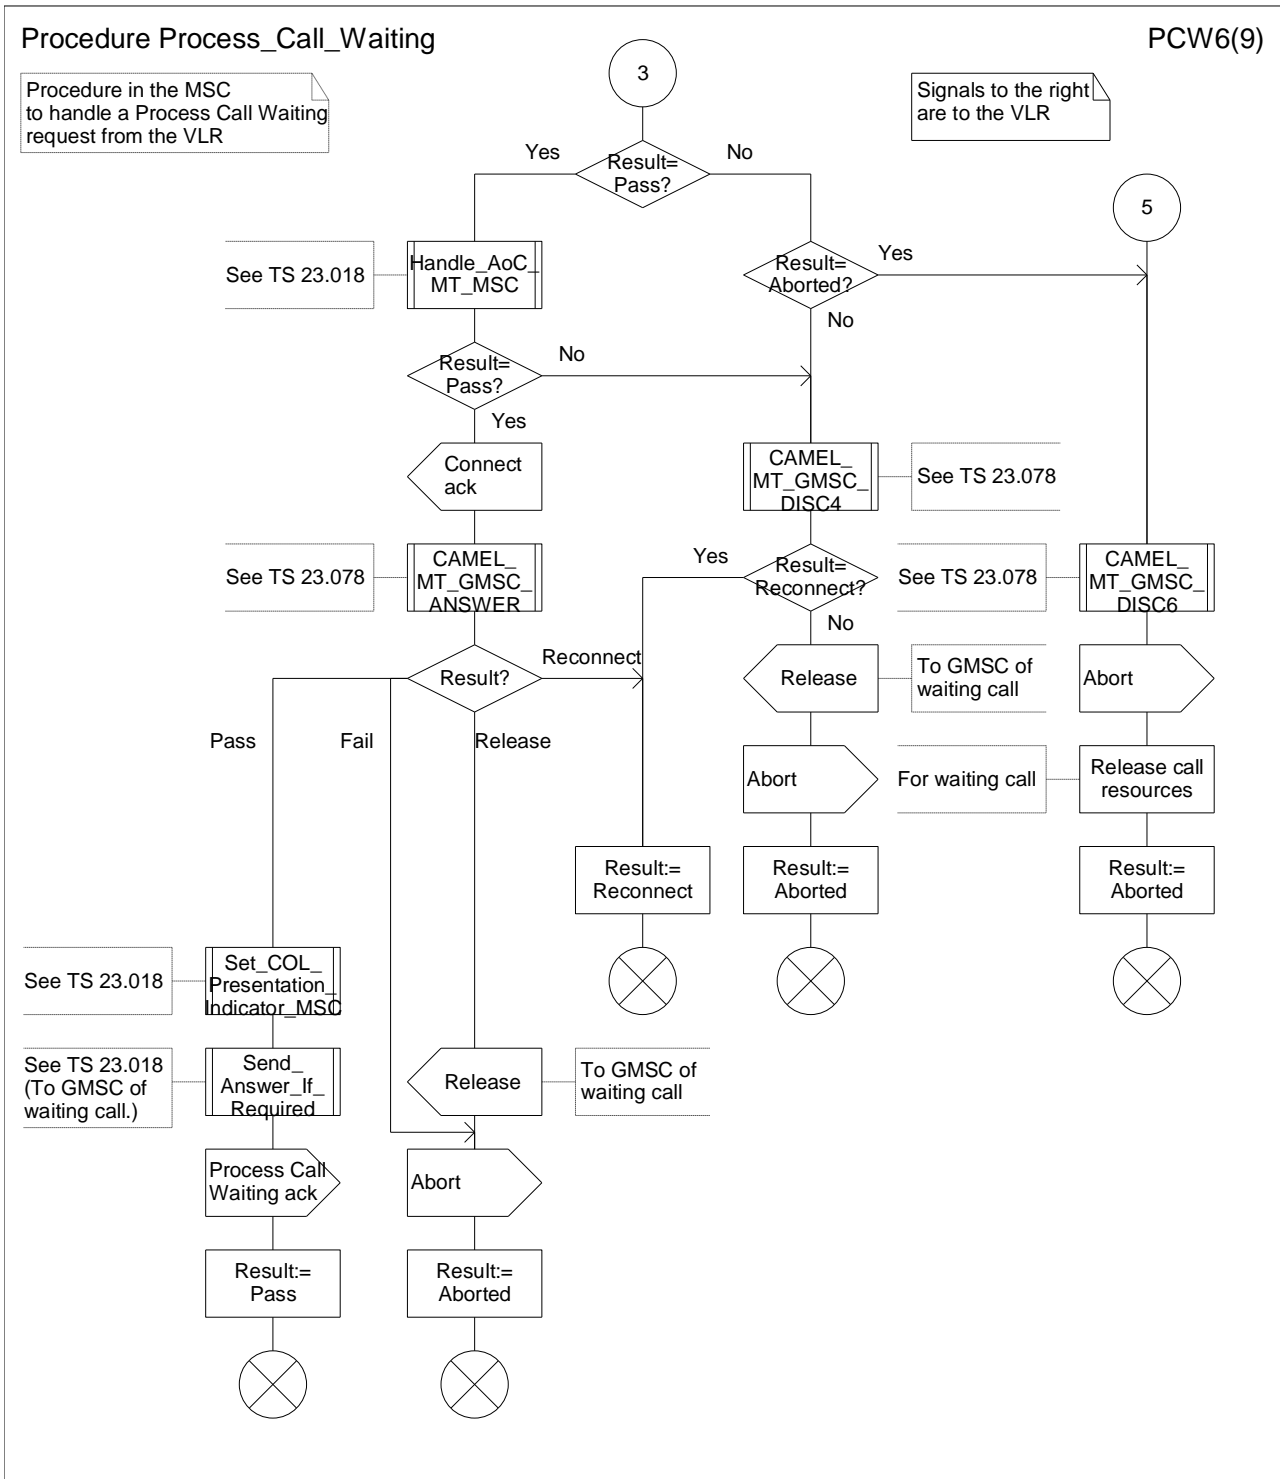 Procedure Process_Call_Waiting
PCW6(9)
Procedure in the MSC
to handle a Process Call Waiting
request from the VLR
3
Signals to the right
are to the VLR
Yes
Result=
Pass?
No
5
See TS 23.018
Handle_AoC_
MT_MSC
Result=
Aborted?
Yes
No
Result=
Pass?
No
Yes
Connect
ack
CAMEL_
MT_GMSC_
DISC4
See TS 23.078
See TS 23.078
CAMEL_
MT_GMSC_
ANSWER
Yes
Result=
Reconnect?
See TS 23.078
CAMEL_
MT_GMSC_
DISC6
No
Result?
Reconnect
Release
To GMSC of
waiting call
Abort
Pass
Fail
Release
Abort
For waiting call
Release call
resources
Result:=
Reconnect
Result:=
Aborted
Result:=
Aborted
See TS 23.018
Set_COL_
Presentation_
Indicator_MSC
See TS 23.018
(To GMSC of
waiting call.)
Send_
Answer_If_
Required
Release
To GMSC of
waiting call
Process Call
Waiting ack
Abort
Result:=
Pass
Result:=
Aborted